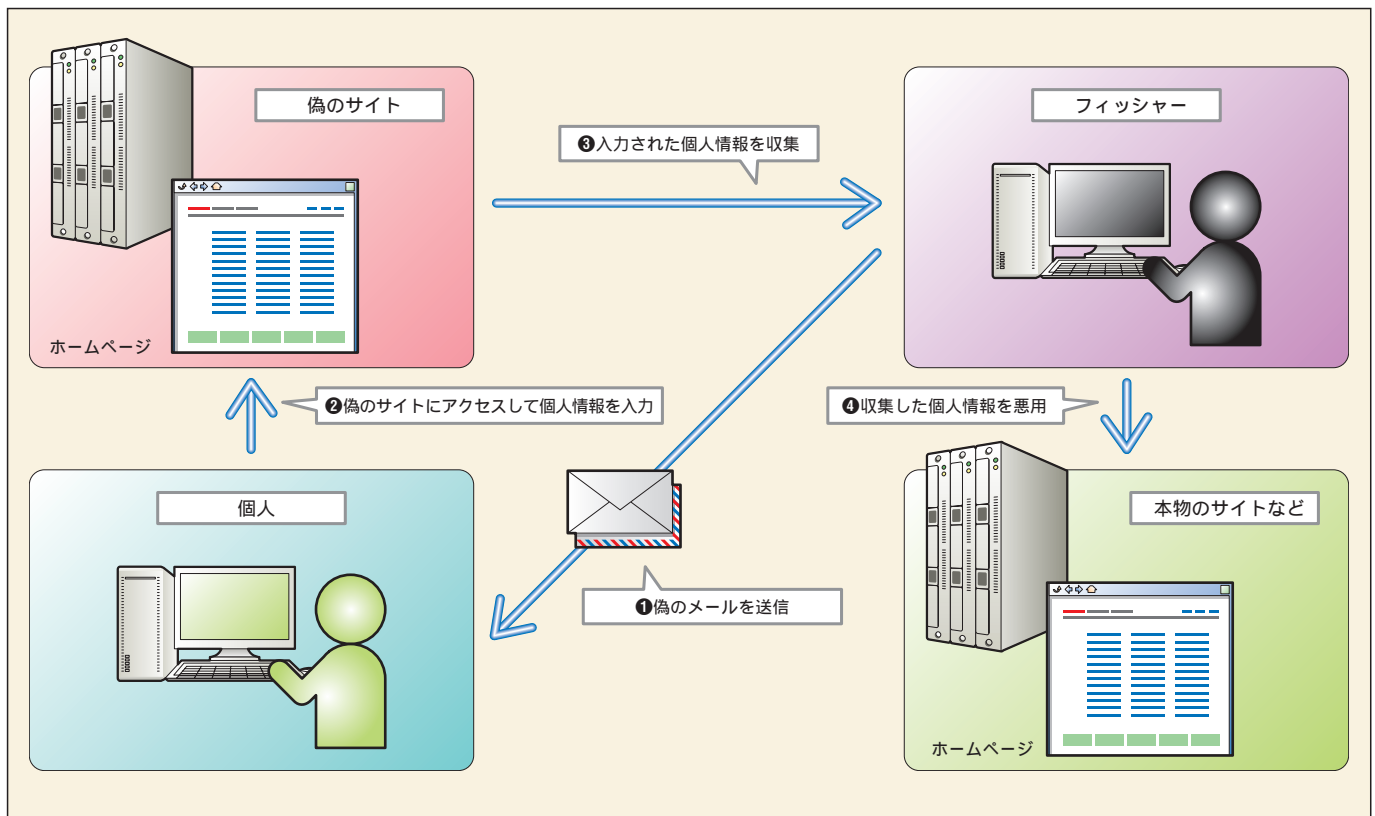 偽のサイト
フィッシャー
❸入力された個人情報を収集
ホームページ
❷偽のサイトにアクセスして個人情報を入力
❹収集した個人情報を悪用
個人
本物のサイトなど
❶偽のメールを送信
ホームページ